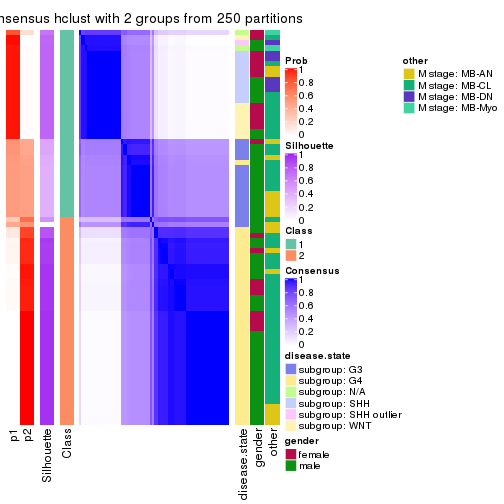 nsensus hclust with 2 groups from 250 partitions
Prob
1
0.8
0.6
0.4
0.2
0
Silhouette
1
0.8
0.6
0.4
0.2
0
Class
1
2
Consensus
1
0.8
0.6
0.4
0.2
0
disease.state
subgroup: G3
subgroup: G4
subgroup: N/A
subgroup: SHH
subgroup: SHH outlier
subgroup: WNT
gender
female
male
other
M stage: MB-AN
M stage: MB-CL
M stage: MB-DN
M stage: MB-Myo
p1
p2
Silhouette
Class
disease.state
gender
other